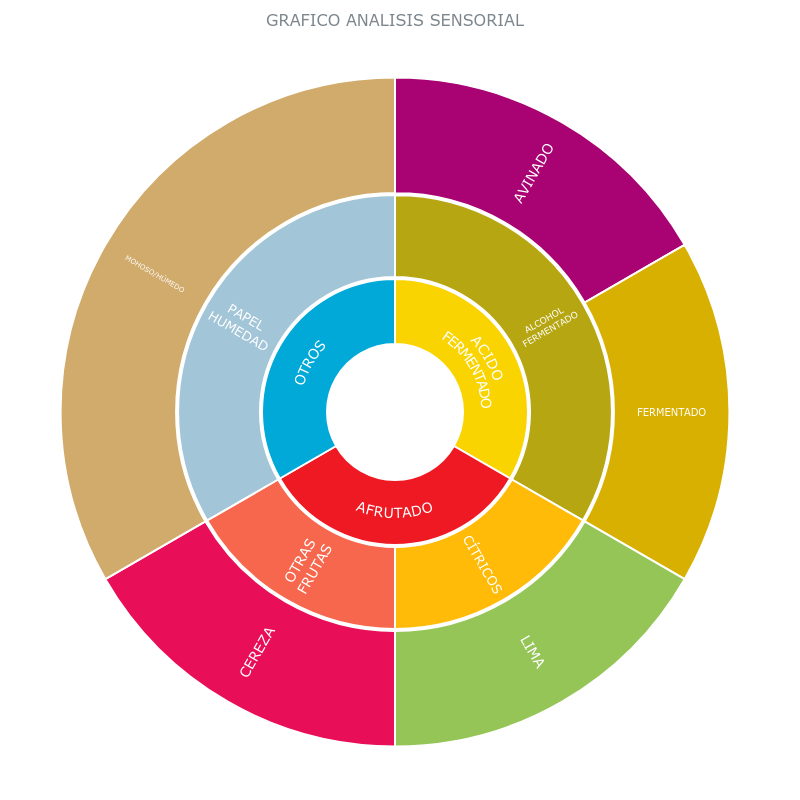 GRAFICO ANALISIS SENSORIAL
AVINADO
MOHOSO/HÚMEDO
PAPEL
HUMEDAD
ALCOHOL
FERMENTADO
OTROS
ACIDO
FERMENTADO
FERMENTADO
AFRUTADO
OTRAS
FRUTAS
CÍTRICOS
CEREZA
LIMA